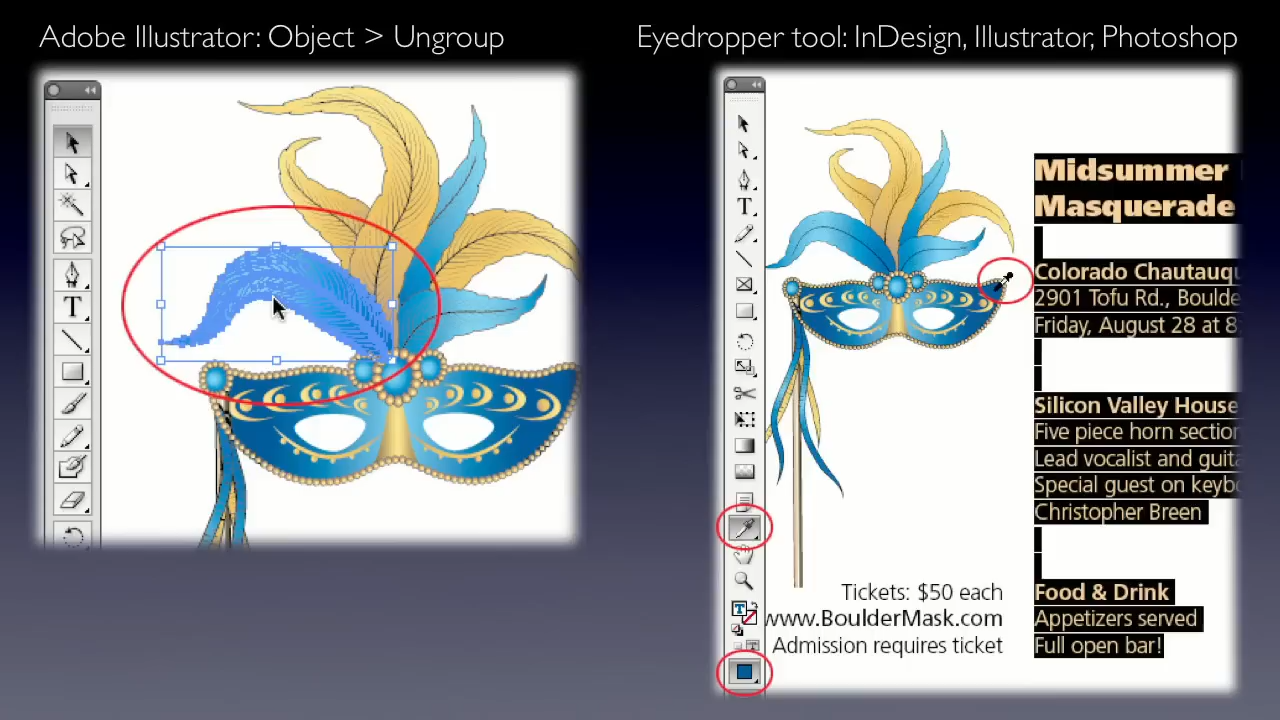 Adobe Illustrator: Object > Ungroup
Eyedropper tool: InDesign, Illustrator, Photoshop
Midsummer
Masquerade
Colorado Chautauqu
2901 Tofu Rd., Boulde
Friday, August 28 at 8
Silicon Valley House
Five piece horn section
Lead vocalist and guita
Special guest on keybo
Christopher Breen
Food & Drink
Appetizers served
Full open bar!
Tickets: $50 each
www.BoulderMask.com
Admission requires ticket